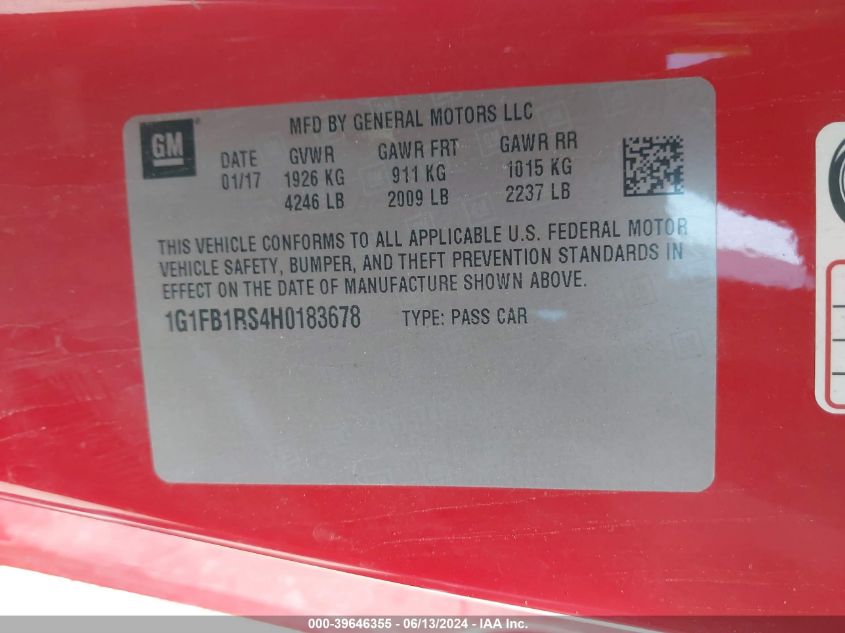 GM ®
MFD BY GENERAL MOTORS LLC
DATE GVWR GAWR FRT GAWR RR
01/17 1926 KG 911 KG 1015 KG
4246 LB 2009 LB 2237 LB
THIS VEHICLE CONFORMS TO ALL APPLICABLE U.S. FEDERAL MOTOR
VEHICLE SAFETY, BUMPER, AND THEFT PREVENTION STANDARDS IN
EFFECT ON THE DATE OF MANUFACTURE SHOWN ABOVE.
1G1FB1RS4H0183678 TYPE: PASS CAR
000-39646355 - 06/13/2024 - IAA Inc.